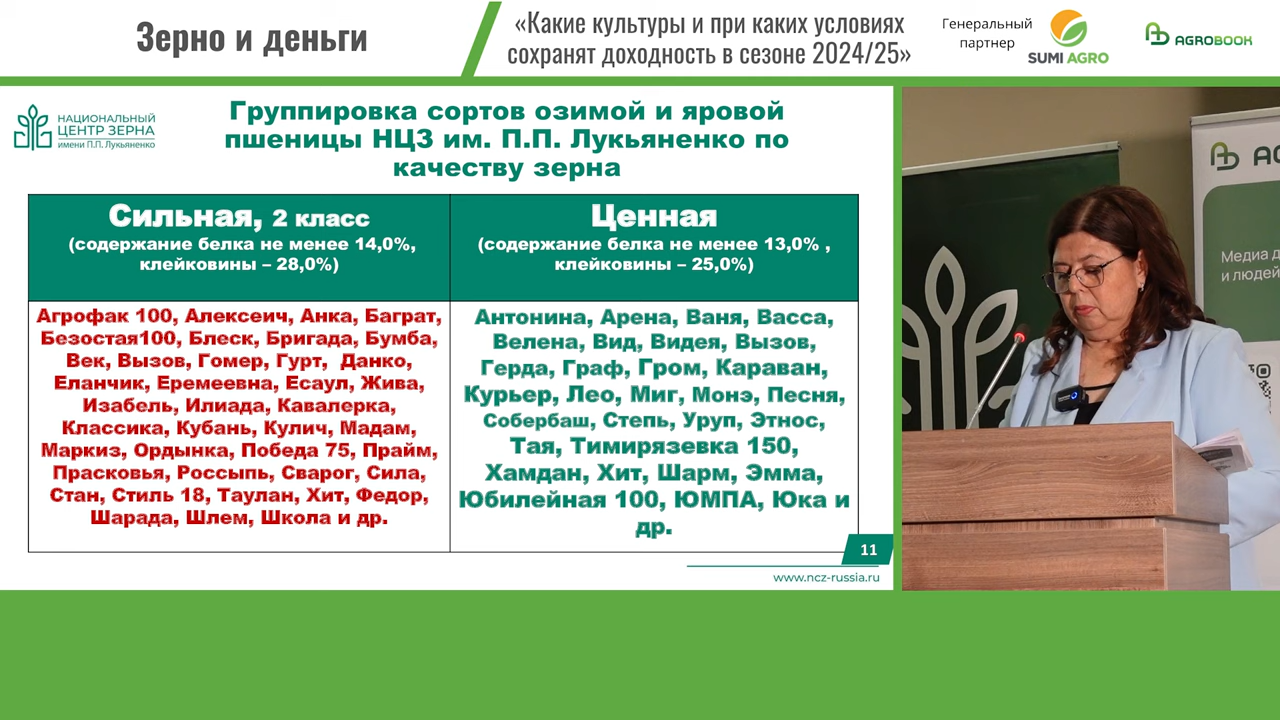 Зерно и деньги
«Какие культуры и при каких условиях
сохранят доходность в сезоне 2024/25»
Генеральный
партнер
SUMI AGRO
AGROBOOK
НАЦИОНАЛЬНЫЙ
ЦЕНТР ЗЕРНА
имени П.П. Лукьяненко
Группировка сортов озимой и яровой
пшеницы НЦЗ им. П.П. Лукьяненко по
качеству зерна
Сильная, 2 класс
(содержание белка не менее 14,0%,
клейковины – 28,0%)
Ценная
(содержание белка не менее 13,0% ,
клейковины – 25,0%)
Агрофак 100, Алексеич, Анка, Баграт,
Безостая100, Блеск, Бригада, Бумба,
Век, Вызов, Гомер, Гурт, Данко,
Еланчик, Еремеевна, Есаул, Жива,
Изабель, Илиада, Кавалерка,
Классика, Кубань, Кулич, Мадам,
Маркиз, Ордынка, Победа 75, Прайм,
Прасковья, Россыпь, Сварог, Сила,
Стан, Стиль 18, Таулан, Хит, Федор,
Шарада, Шлем, Школа и др.
Антонина, Арена, Ваня, Васса,
Велена, Вид, Видея, Вызов,
Герда, Граф, Гром, Караван,
Курьер, Лео, Миг, Монэ, Песня,
Собербаш, Степь, Уруп, Этнос,
Тая, Тимирязевка 150,
Хамдан, Хит, Шарм, Эмма,
Юбилейная 100, ЮМПА, Юка и
др.
11
www.ncz-russia.ru
Медиа
и людей